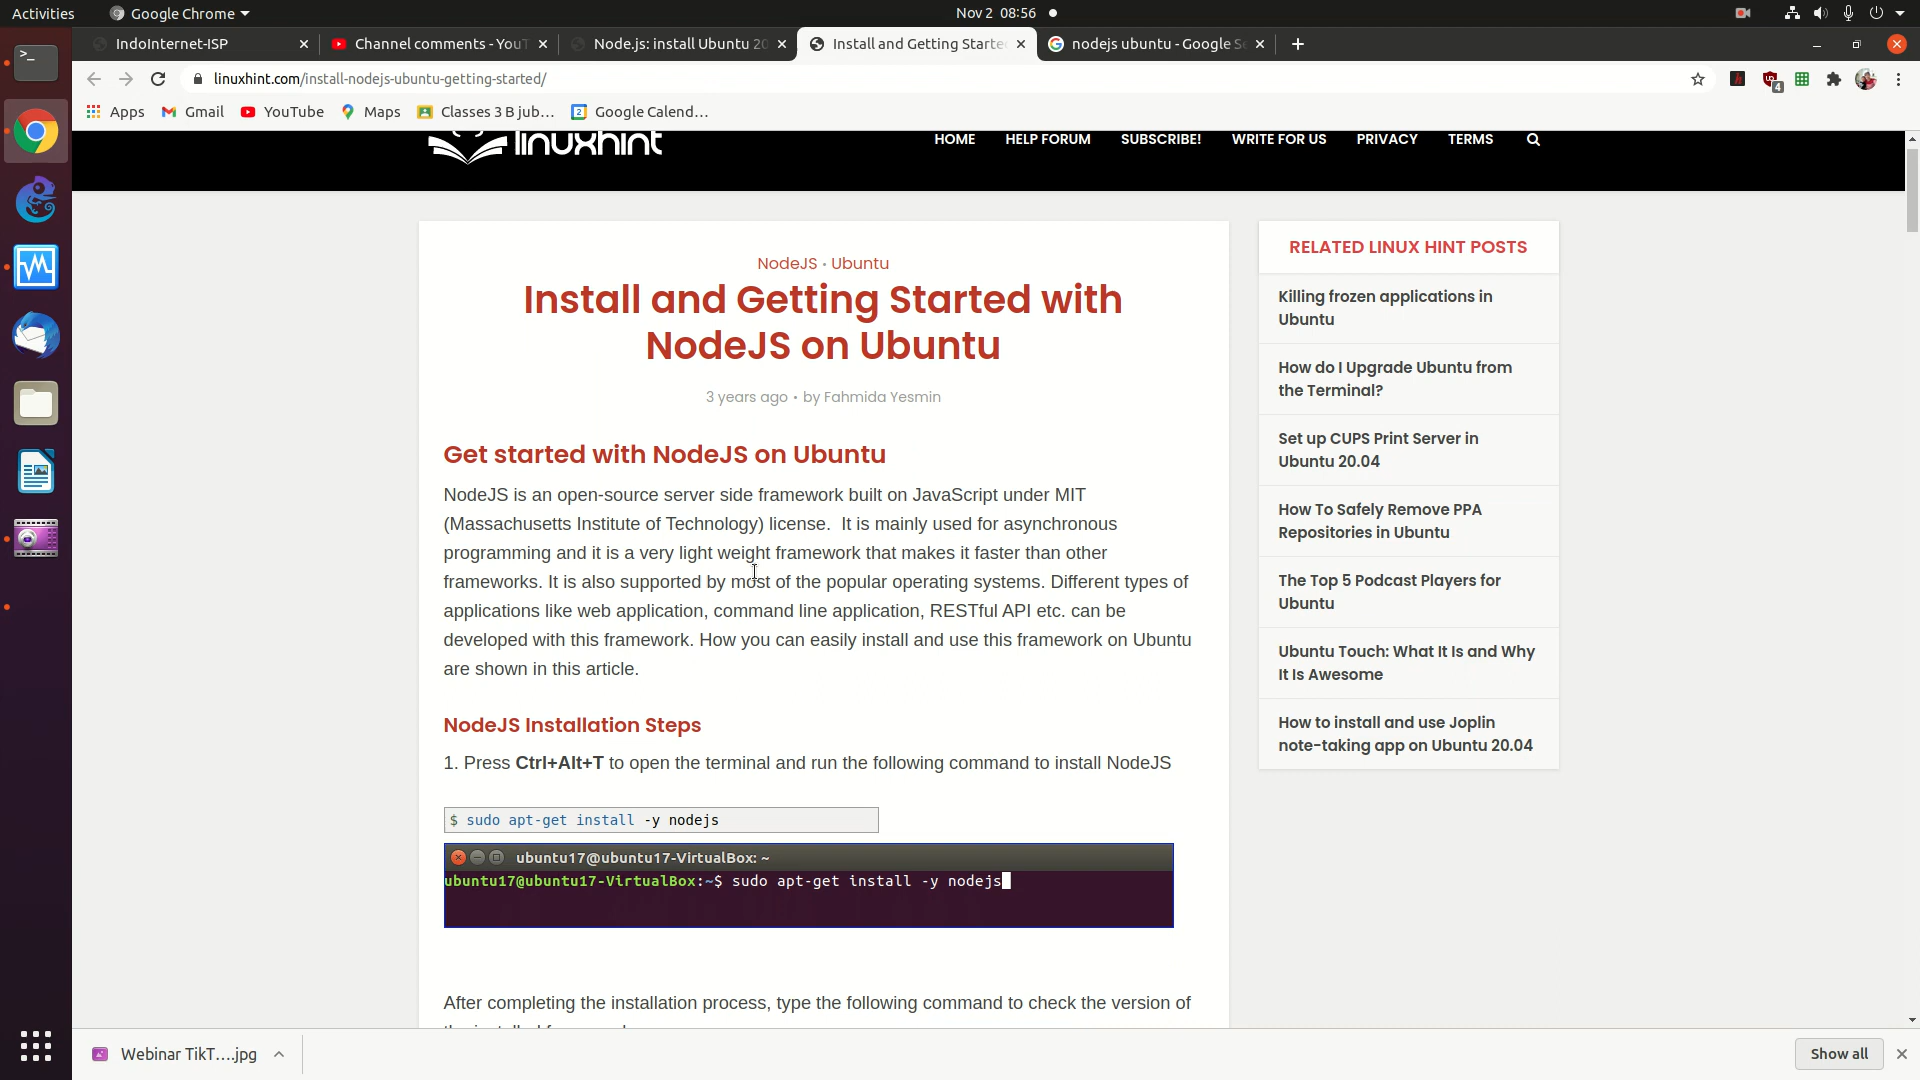 Activities
Google Chrome
Nov 2 08:56
IndoInternet-ISP
Channel comments - YouT
Node.js: install Ubuntu 20
Install and Getting Starte
nodejs ubuntu - Google Se
linuxhint.com/install-nodejs-ubuntu-getting-started/
4
Apps
Gmail
YouTube
Maps
Classes 3 B jub...
Google Calend...
linuxhint
HOME
HELP FORUM
SUBSCRIBE!
WRITE FOR US
PRIVACY
TERMS
NodeJS • Ubuntu
Install and Getting Started with
NodeJS on Ubuntu
3 years ago • by Fahmida Yesmin
Get started with NodeJS on Ubuntu
NodeJS is an open-source server side framework built on JavaScript under MIT
(Massachusetts Institute of Technology) license.  It is mainly used for asynchronous
programming and it is a very light weight framework that makes it faster than other
frameworks. It is also supported by most of the popular operating systems. Different types of
applications like web application, command line application, RESTful API etc. can be
developed with this framework. How you can easily install and use this framework on Ubuntu
are shown in this article.
NodeJS Installation Steps
1. Press Ctrl+Alt+T to open the terminal and run the following command to install NodeJS
$ sudo apt-get install -y nodejs
ubuntu17@ubuntu17-VirtualBox: ~
ubuntu17@ubuntu17-VirtualBox:~$ sudo apt-get install -y nodejs
After completing the installation process, type the following command to check the version of
RELATED LINUX HINT POSTS
Killing frozen applications in
Ubuntu
How do I Upgrade Ubuntu from
the Terminal?
Set up CUPS Print Server in
Ubuntu 20.04
How To Safely Remove PPA
Repositories in Ubuntu
The Top 5 Podcast Players for
Ubuntu
Ubuntu Touch: What It Is and Why
It Is Awesome
How to install and use Joplin
note-taking app on Ubuntu 20.04
Webinar TikT....jpg
Show all